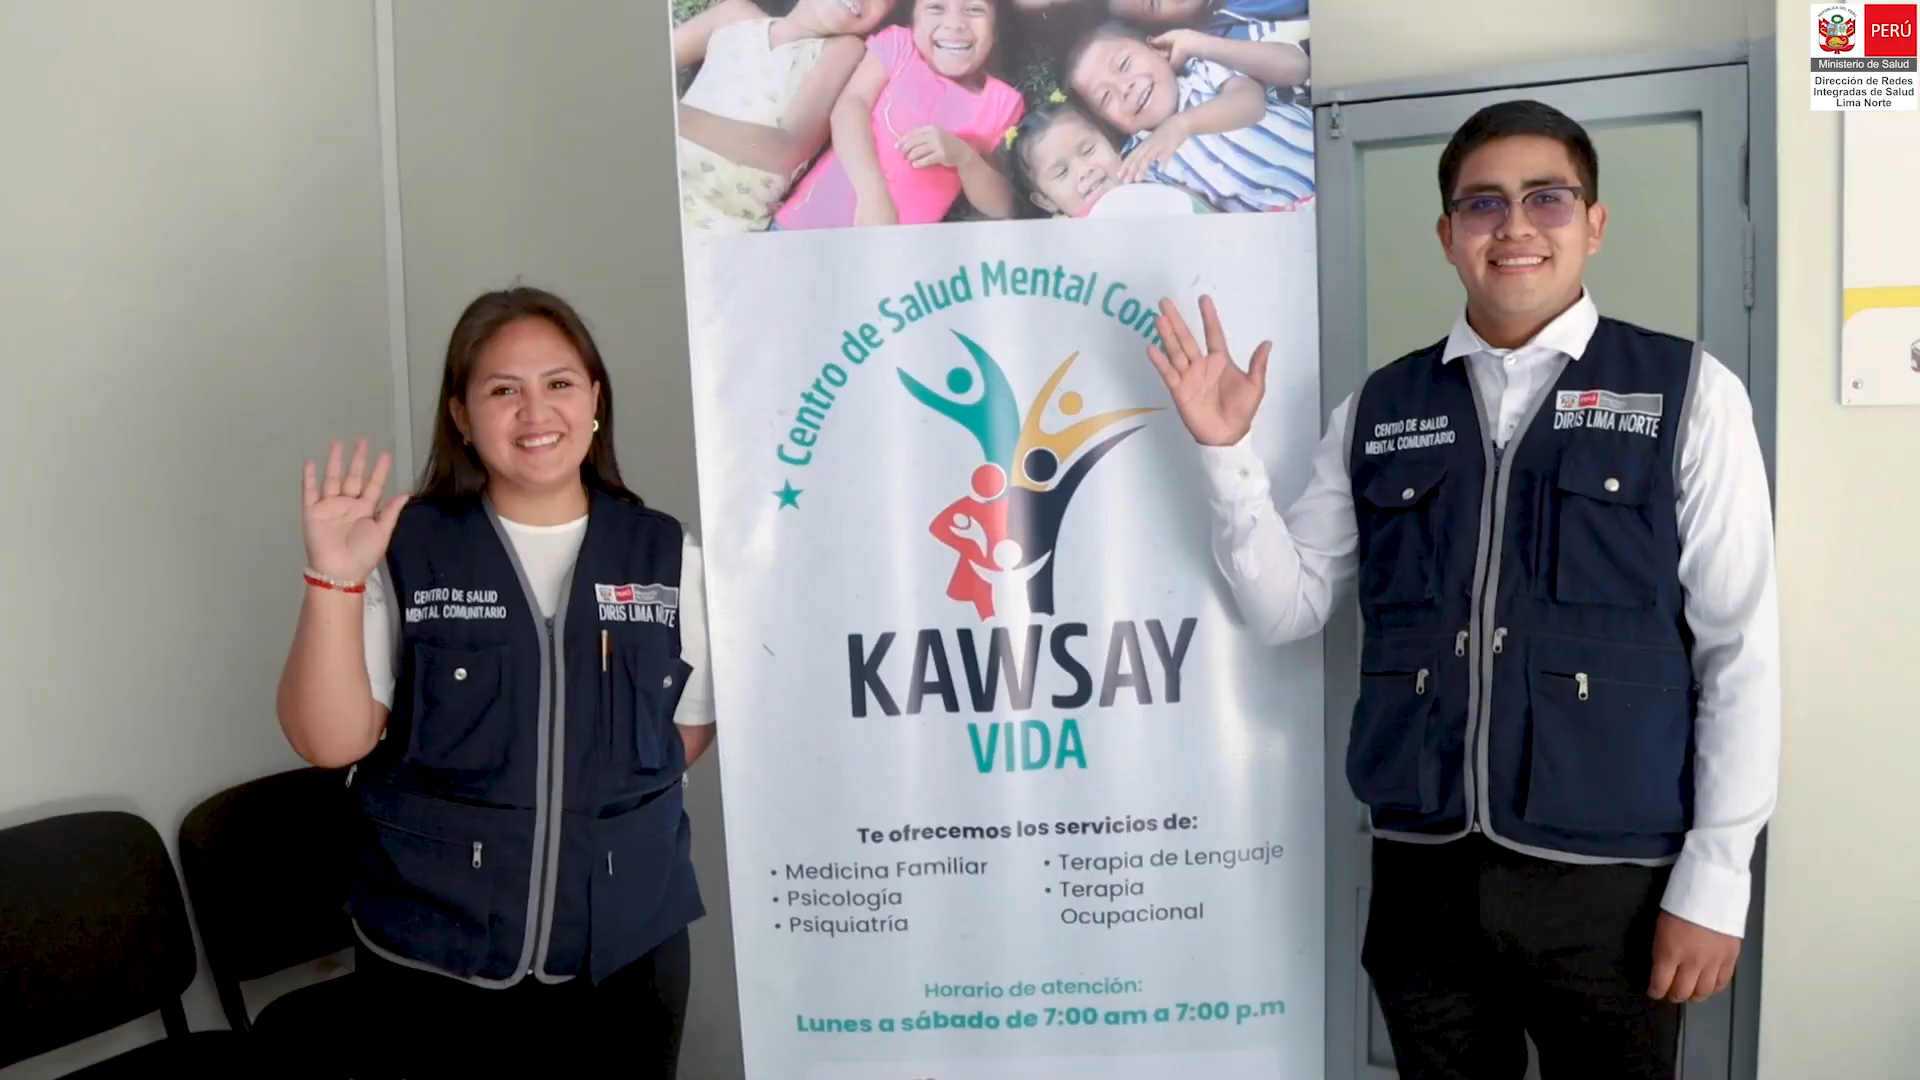 PERÚ
Ministerio de Salud
Dirección de Redes
Integradas de Salud
Lima Norte
Centro de Salud Mental
KAWSAY
VIDA
Te ofrecemos los servicios de:
• Medicina Familiar
• Psicología
• Psiquiatría
• Terapia de Lenguaje
• Terapia
Ocupacional
Horario de atención:
Lunes a sábado de 7:00 am a 7:00 p.m
CENTRO DE SALUD
MENTAL COMUNITARIO
PERÚ
DIRIS LIMA NORTE
CENTRO DE SALUD
MENTAL COMUNITARIO
PERÚ
DIRIS LIMA NORTE